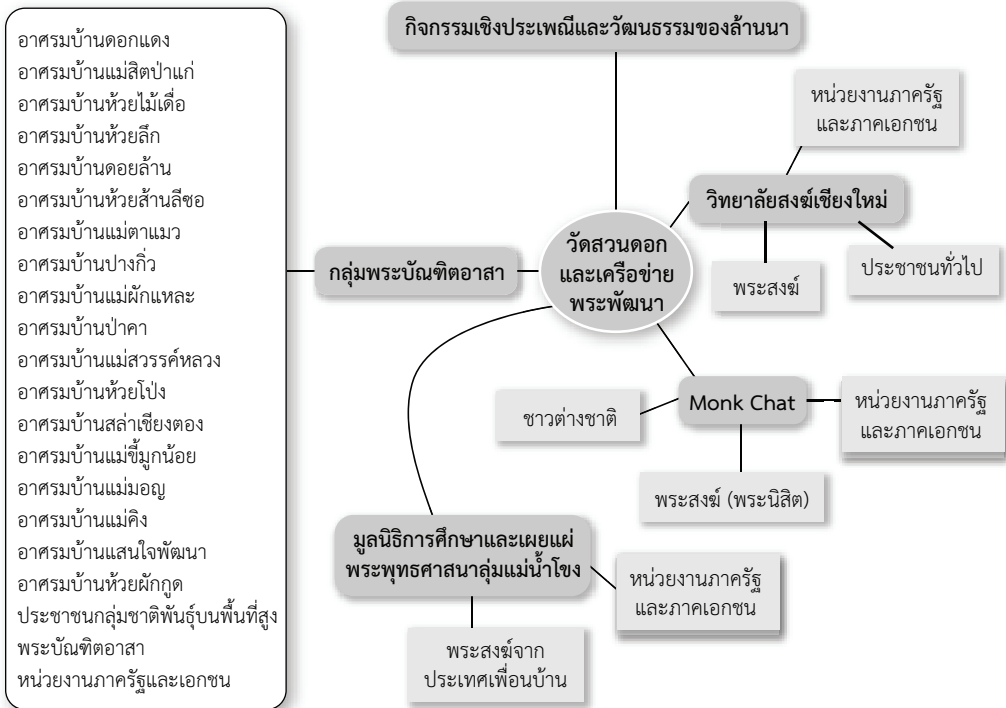 อาศรมบ้านดอกแดง
อาศรมบ้านแม่สิตป่าแก่
อาศรมบ้านห้วยไม้เดื่อ
อาศรมบ้านห้วยลึก
อาศรมบ้านดอยล้าน
อาศรมบ้านห้วยส้านลีซอ
อาศรมบ้านแม่ตาแมว
อาศรมบ้านปางกิ่ว
อาศรมบ้านแม่ผักแหละ
อาศรมบ้านป่าคา
อาศรมบ้านแม่สวรรค์หลวง
อาศรมบ้านห้วยโป่ง
อาศรมบ้านสล่าเชียงตอง
อาศรมบ้านแม่ขี้มูกน้อย
อาศรมบ้านแม่มอญ
อาศรมบ้านแม่คิง
อาศรมบ้านแสนใจพัฒนา
อาศรมบ้านห้วยผักกูด
ประชาชนกลุ่มชาติพันธุ์บนพื้นที่สูง
พระบัณฑิตอาสา
หน่วยงานภาครัฐและเอกชน
กลุ่มพระบัณฑิตอาสา
กิจกรรมเชิงประเพณีและวัฒนธรรมของล้านนา
วัดสวนดอก
และเครือข่าย
พระพัฒนา
หน่วยงานภาครัฐ
และภาคเอกชน
วิทยาลัยสงฆ์เชียงใหม่
พระสงฆ์
ประชาชนทั่วไป
Monk Chat
ชาวต่างชาติ
หน่วยงานภาครัฐ
และภาคเอกชน
พระสงฆ์ (พระนิสิต)
มูลนิธิการศึกษาและเผยแผ่
พระพุทธศาสนาลุ่มแม่น้ำโขง
หน่วยงานภาครัฐ
และภาคเอกชน
พระสงฆ์จาก
ประเทศเพื่อนบ้าน